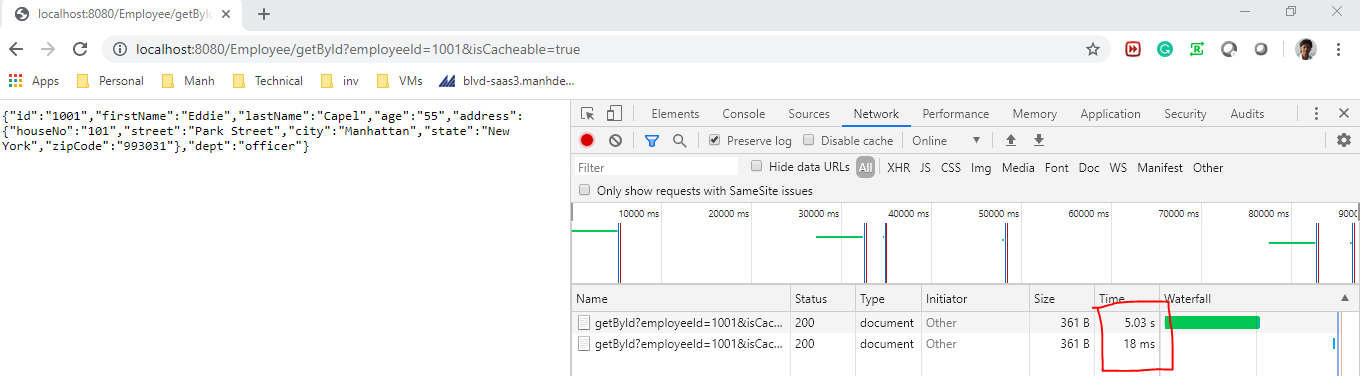 localhost:8080/Employee/getById
localhost:8080/Employee/getById?employeeId=1001&isCacheable=true
Apps Personal Manh Technical inv VMs blvd-saas3.manhde...
{"id":"1001","firstName":"Eddie","lastName":"Capel","age":"55","address":
{"houseNo":"101","street":"Park Street","city":"Manhattan","state":"New
York","zipCode":"993031"},"dept":"officer"}
Elements Console Sources Network Performance Memory Application Security Audits
Preserve log Disable cache Online
Filter Hide data URLs All XHR JS CSS Img Media Font Doc WS Manifest Other
Only show requests with SameSite issues
10000 ms 20000 ms 30000 ms 40000 ms 50000 ms 60000 ms 70000 ms 80000 ms 9000
Name Status Type Initiator Size Time Waterfall
getById?employeeId=1001&isCac... 200 document Other 361 B 5.03 s
getById?employeeId=1001&isCac... 200 document Other 361 B 18 ms